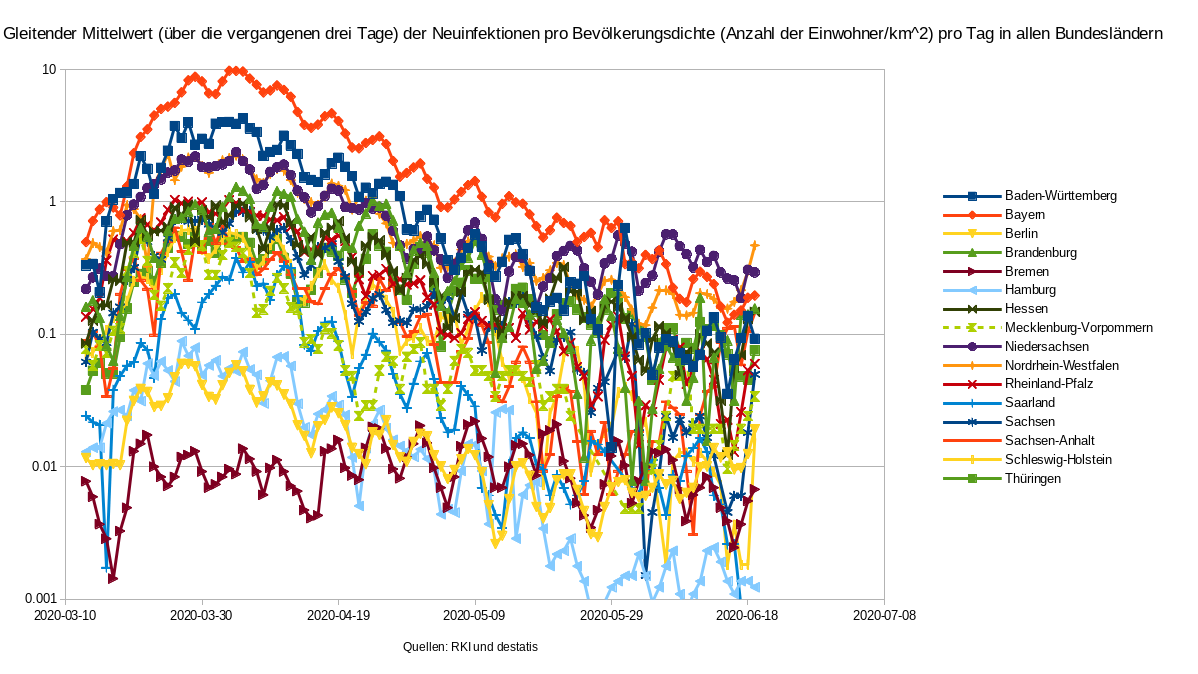 Gleitender Mittelwert (über die vergangenen drei Tage) der Neuinfektionen pro Bevölkerungsdichte (Anzahl der Einwohner/km^2) pro Tag in allen Bundesländern
10
1
0.1
0.01
0.001
2020-03-10
2020-03-30
2020-04-19
2020-05-09
2020-05-29
2020-06-18
2020-07-08
Quellen: RKI und destatis
Baden-Württemberg
Bayern
Berlin
Brandenburg
Bremen
Hamburg
Hessen
Mecklenburg-Vorpommern
Niedersachsen
Nordrhein-Westfalen
Rheinland-Pfalz
Saarland
Sachsen
Sachsen-Anhalt
Schleswig-Holstein
Thüringen